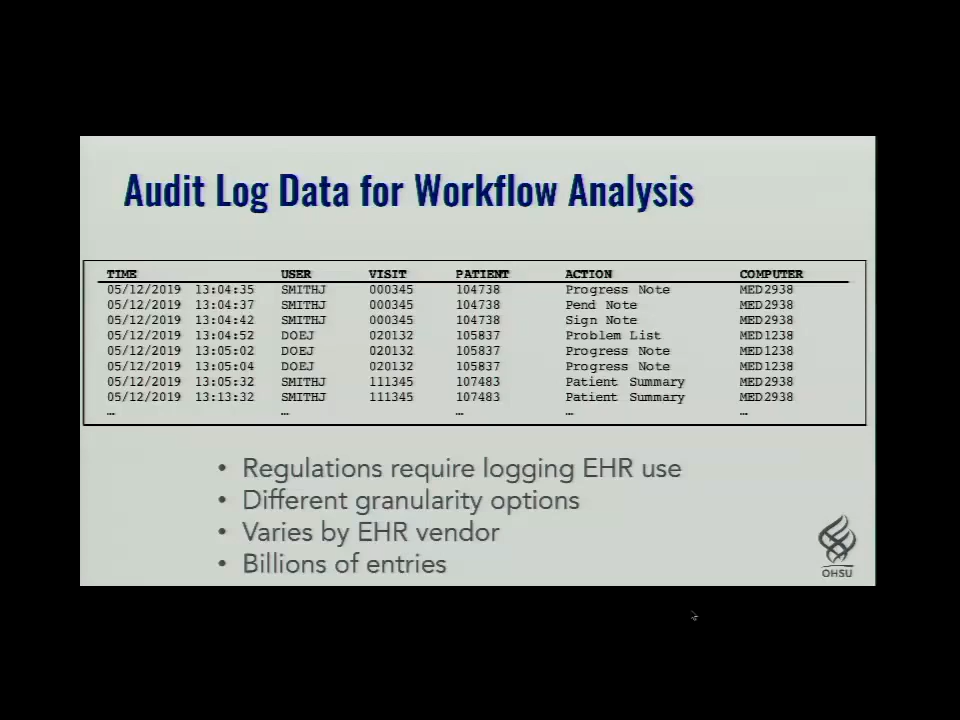 Audit Log Data for Workflow Analysis
TIME USER VISIT PATIENT ACTION COMPUTER
05/12/2019 13:04:35 SMITHJ 000345 104738 Progress Note MED2938
05/12/2019 13:04:37 SMITHJ 000345 104738 Pend Note MED2938
05/12/2019 13:04:42 SMITHJ 000345 104738 Sign Note MED2938
05/12/2019 13:04:52 DOEJ 020132 105837 Problem List MED1238
05/12/2019 13:05:02 DOEJ 020132 105837 Progress Note MED1238
05/12/2019 13:05:04 DOEJ 020132 105837 Progress Note MED1238
05/12/2019 13:05:32 SMITHJ 111345 107483 Patient Summary MED2938
05/12/2019 13:13:32 SMITHJ 111345 107483 Patient Summary MED2938
… … … … …
• Regulations require logging EHR use
• Different granularity options
• Varies by EHR vendor
• Billions of entries
OHSU